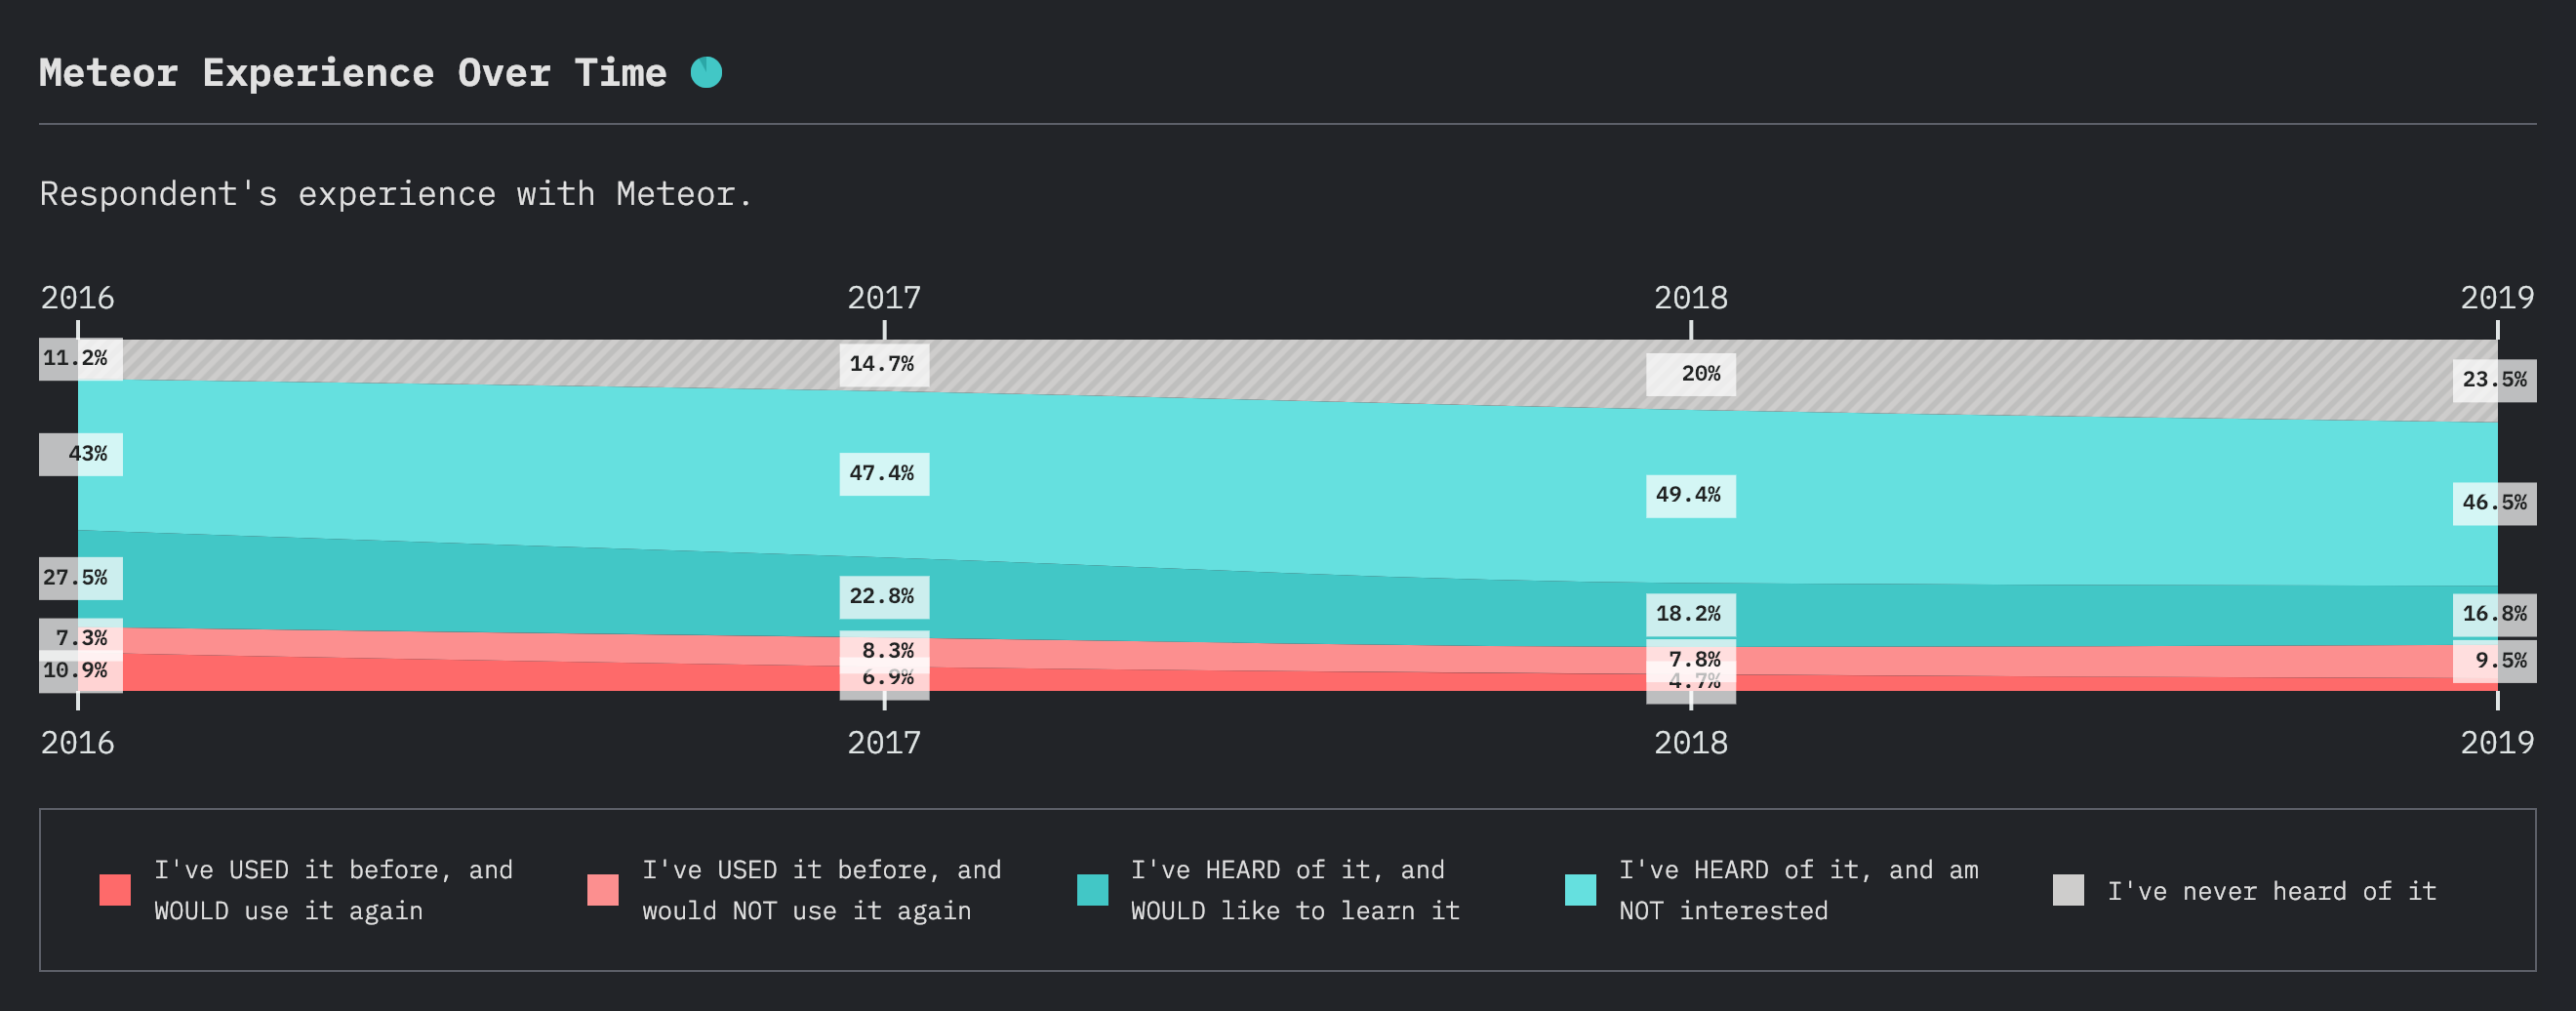 Meteor Experience Over Time
Respondent's experience with Meteor.
2016 2017 2018 2019
11.2% 14.7% 20% 23.5%
43% 47.4% 49.4% 46.5%
27.5% 22.8% 18.2% 16.8%
7.3% 8.3% 7.8% 9.5%
10.9% 6.9% 4.7%
2016 2017 2018 2019
I've USED it before, and
WOULD use it again
I've USED it before, and
would NOT use it again
I've HEARD of it, and
WOULD like to learn it
I've HEARD of it, and am
NOT interested
I've never heard of it